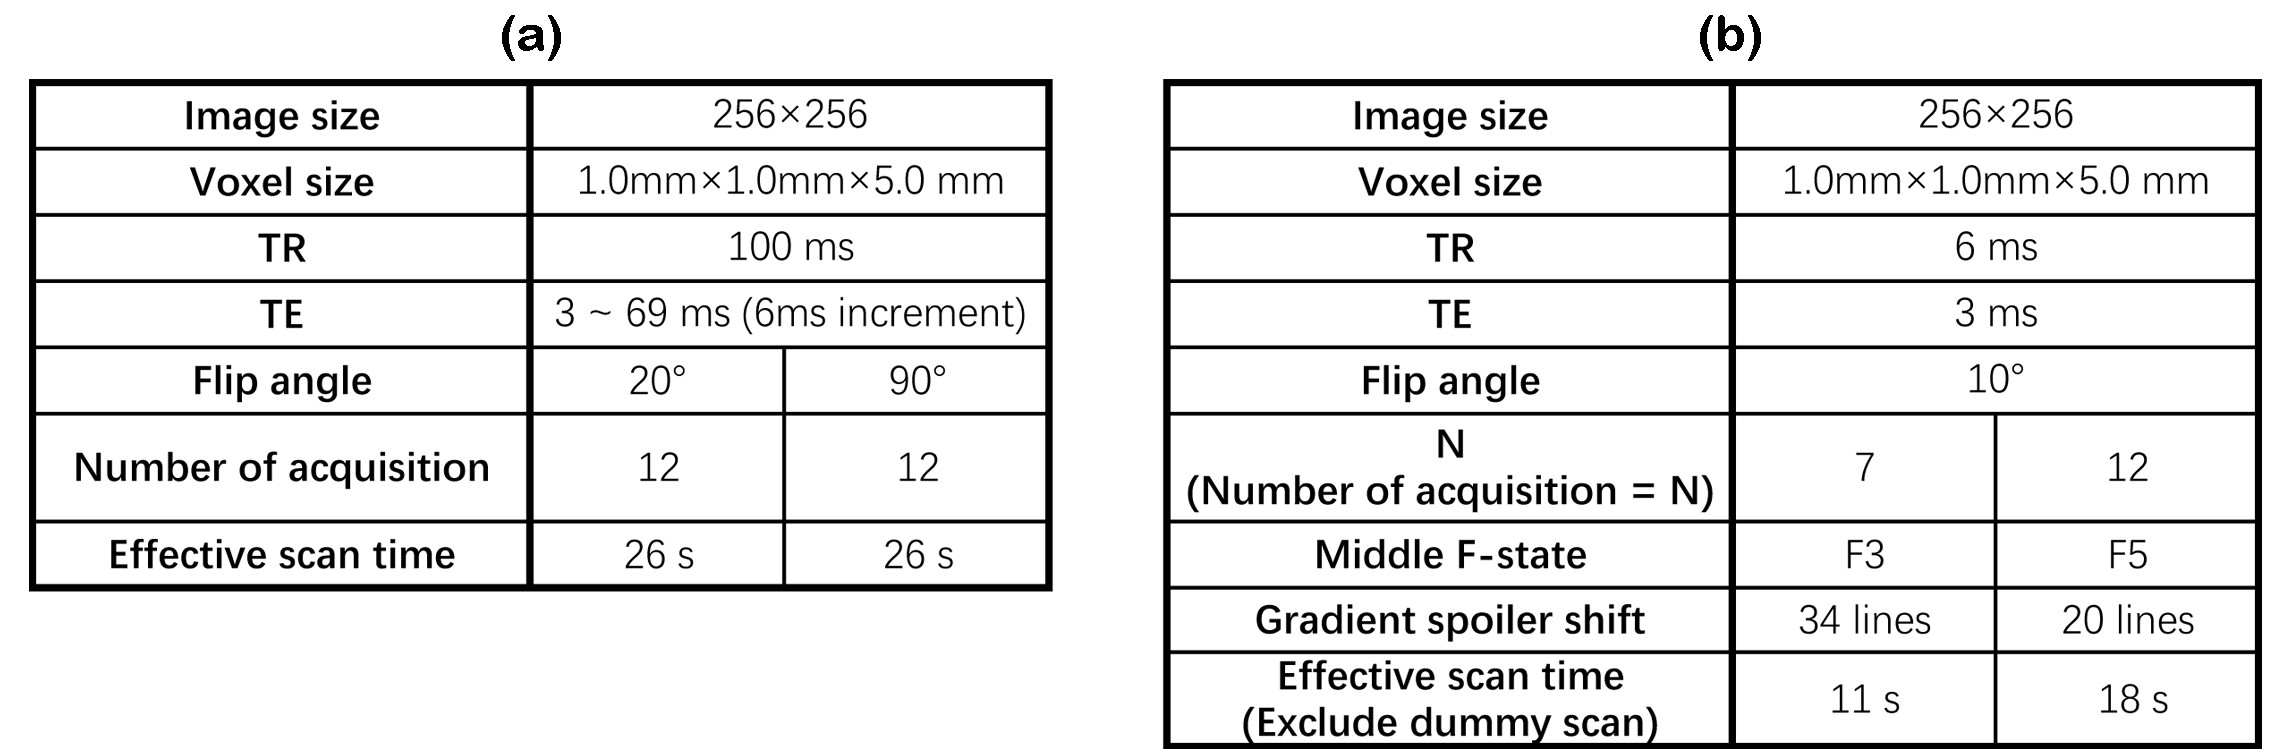 (a)
Image size 256×256
Voxel size 1.0mm×1.0mm×5.0 mm
TR 100 ms
TE 3 ~ 69 ms (6ms increment)
Flip angle 20° 90°
Number of acquisition 12 12
Effective scan time 26 s 26 s
(b)
Image size 256×256
Voxel size 1.0mm×1.0mm×5.0 mm
TR 6 ms
TE 3 ms
Flip angle 10°
N
(Number of acquisition = N) 7 12
Middle F-state F3 F5
Gradient spoiler shift 34 lines 20 lines
Effective scan time
(Exclude dummy scan) 11 s 18 s